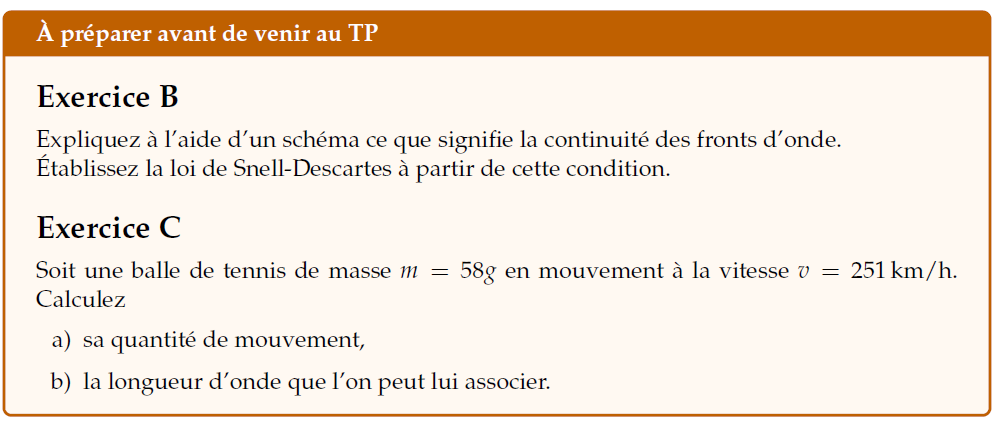 À préparer avant de venir au TP
Exercice B
Expliquez à l'aide d'un schéma ce que signifie la continuité des fronts d'onde.
Établissez la loi de Snell-Descartes à partir de cette condition.
Exercice C
Soit une balle de tennis de masse m = 58g en mouvement à la vitesse v = 251 km/h.
Calculez
a) sa quantité de mouvement,
b) la longueur d'onde que l'on peut lui associer.